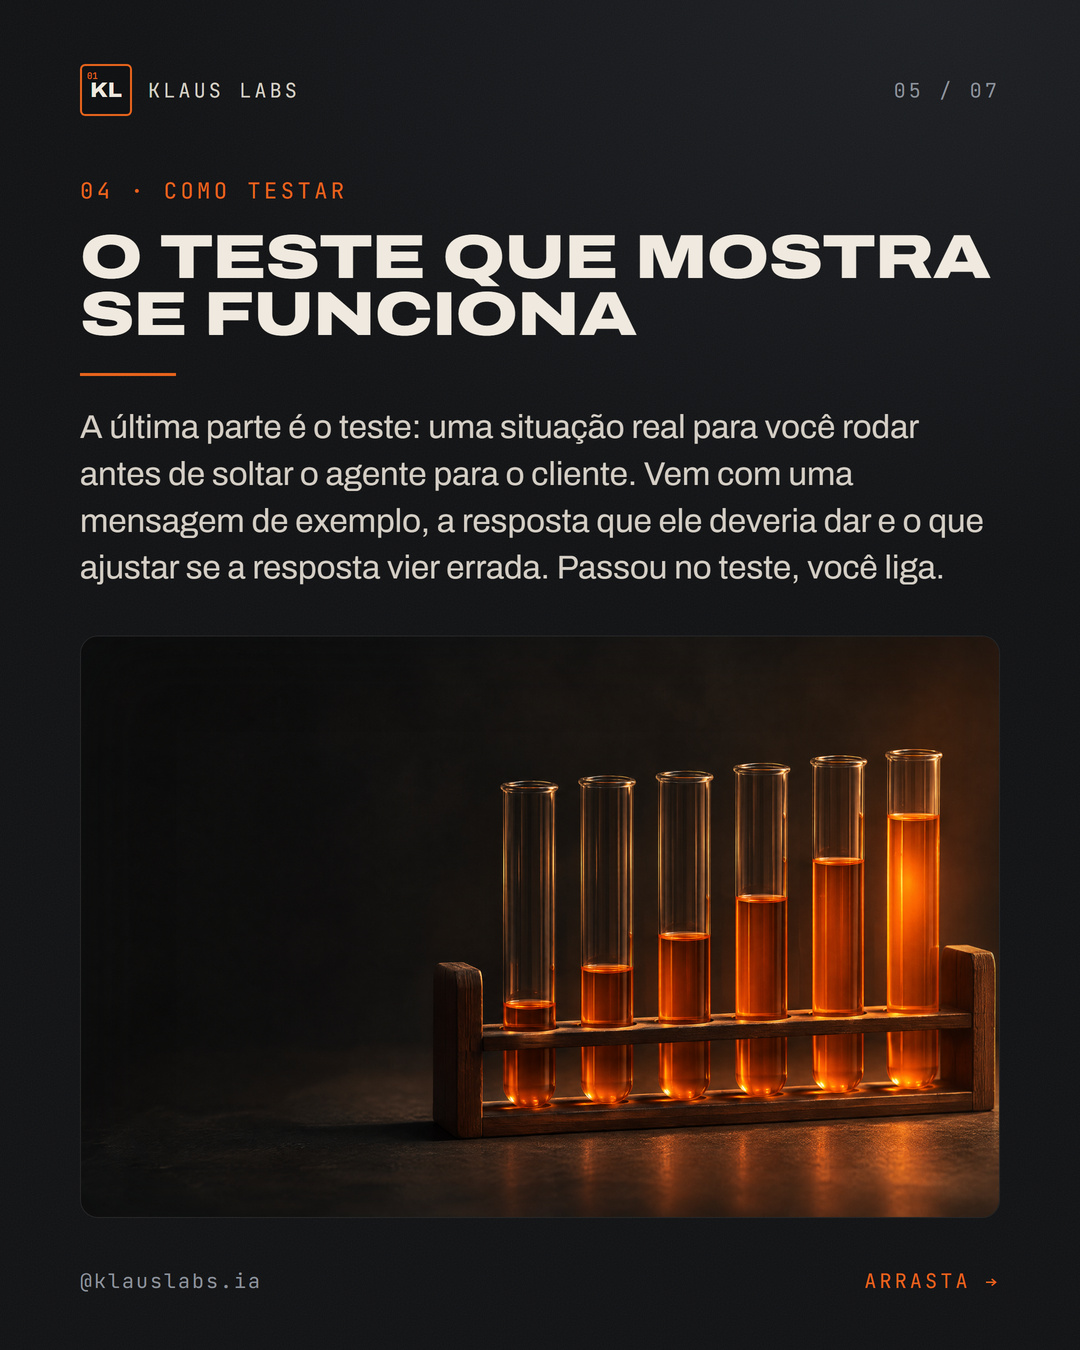 01
KL
KLAUS LABS
05 / 07
04 · COMO TESTAR
O TESTE QUE MOSTRA
SE FUNCIONA
A última parte é o teste: uma situação real para você rodar
antes de soltar o agente para o cliente. Vem com uma
mensagem de exemplo, a resposta que ele deveria dar e o que
ajustar se a resposta vier errada. Passou no teste, você liga.
@klauslabs.ia
ARRASTA →